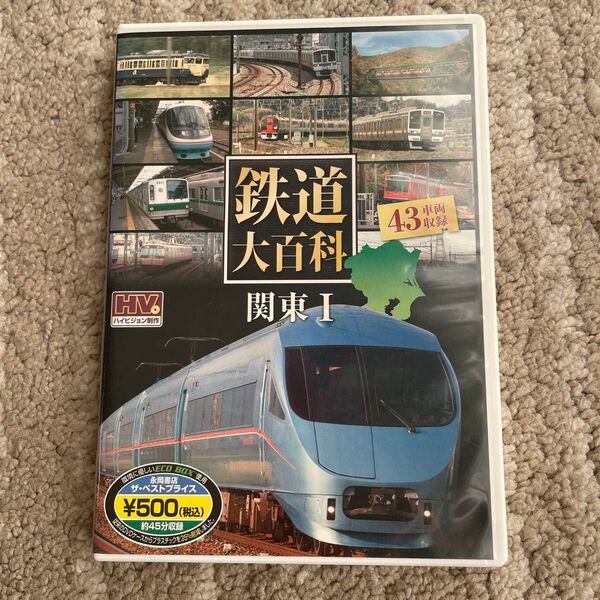 鉄道
大百科
43車両
収録
関東 I
HV
ハイビジョン制作
環境に優しいECO BOX使用
永岡書店
ザ・ベストプライス
¥500(税込)
約45分収録